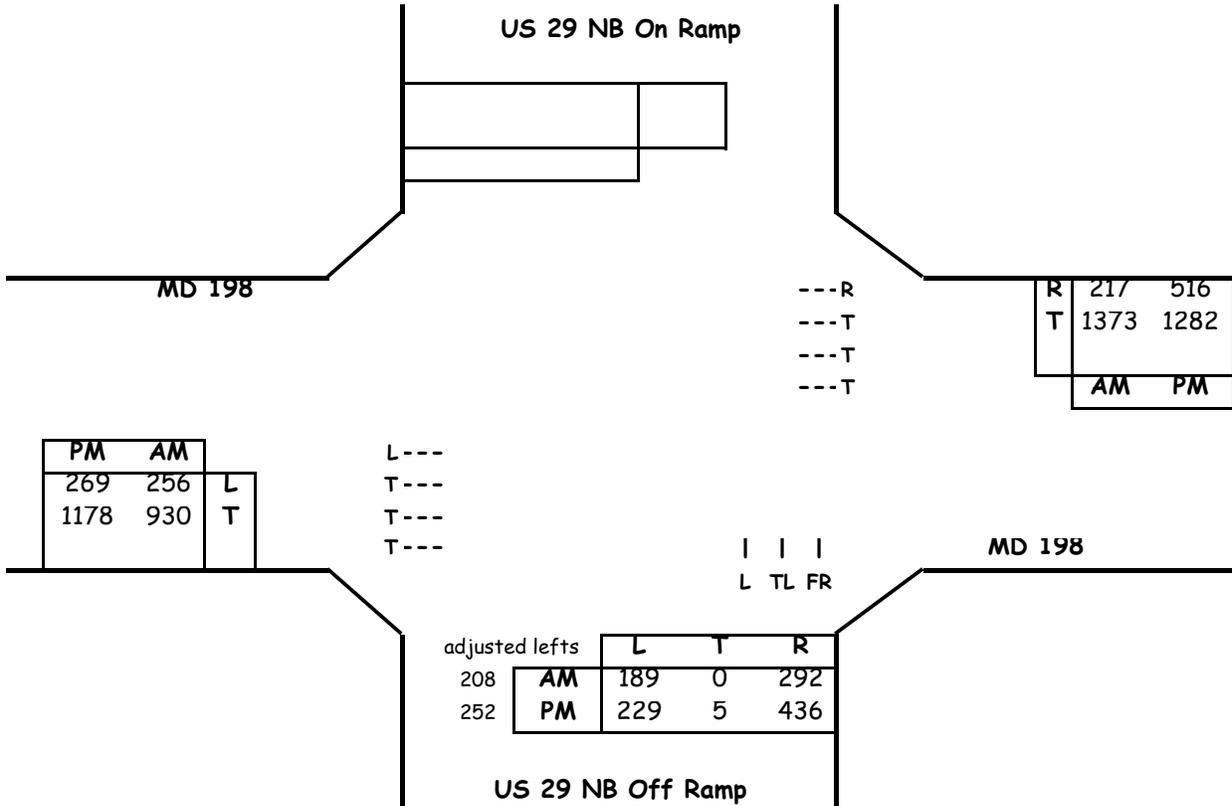 US 29 NB On Ramp
MD 198
---R
---T
---T
---T
R 217 516
T 1373 1282
AM PM
PM AM
269 256 L
1178 930 T
L---
T---
T---
T---
MD 198
| | |
L TL FR
adjusted lefts L T R
208 AM 189 0 292
252 PM 229 5 436
US 29 NB Off Ramp